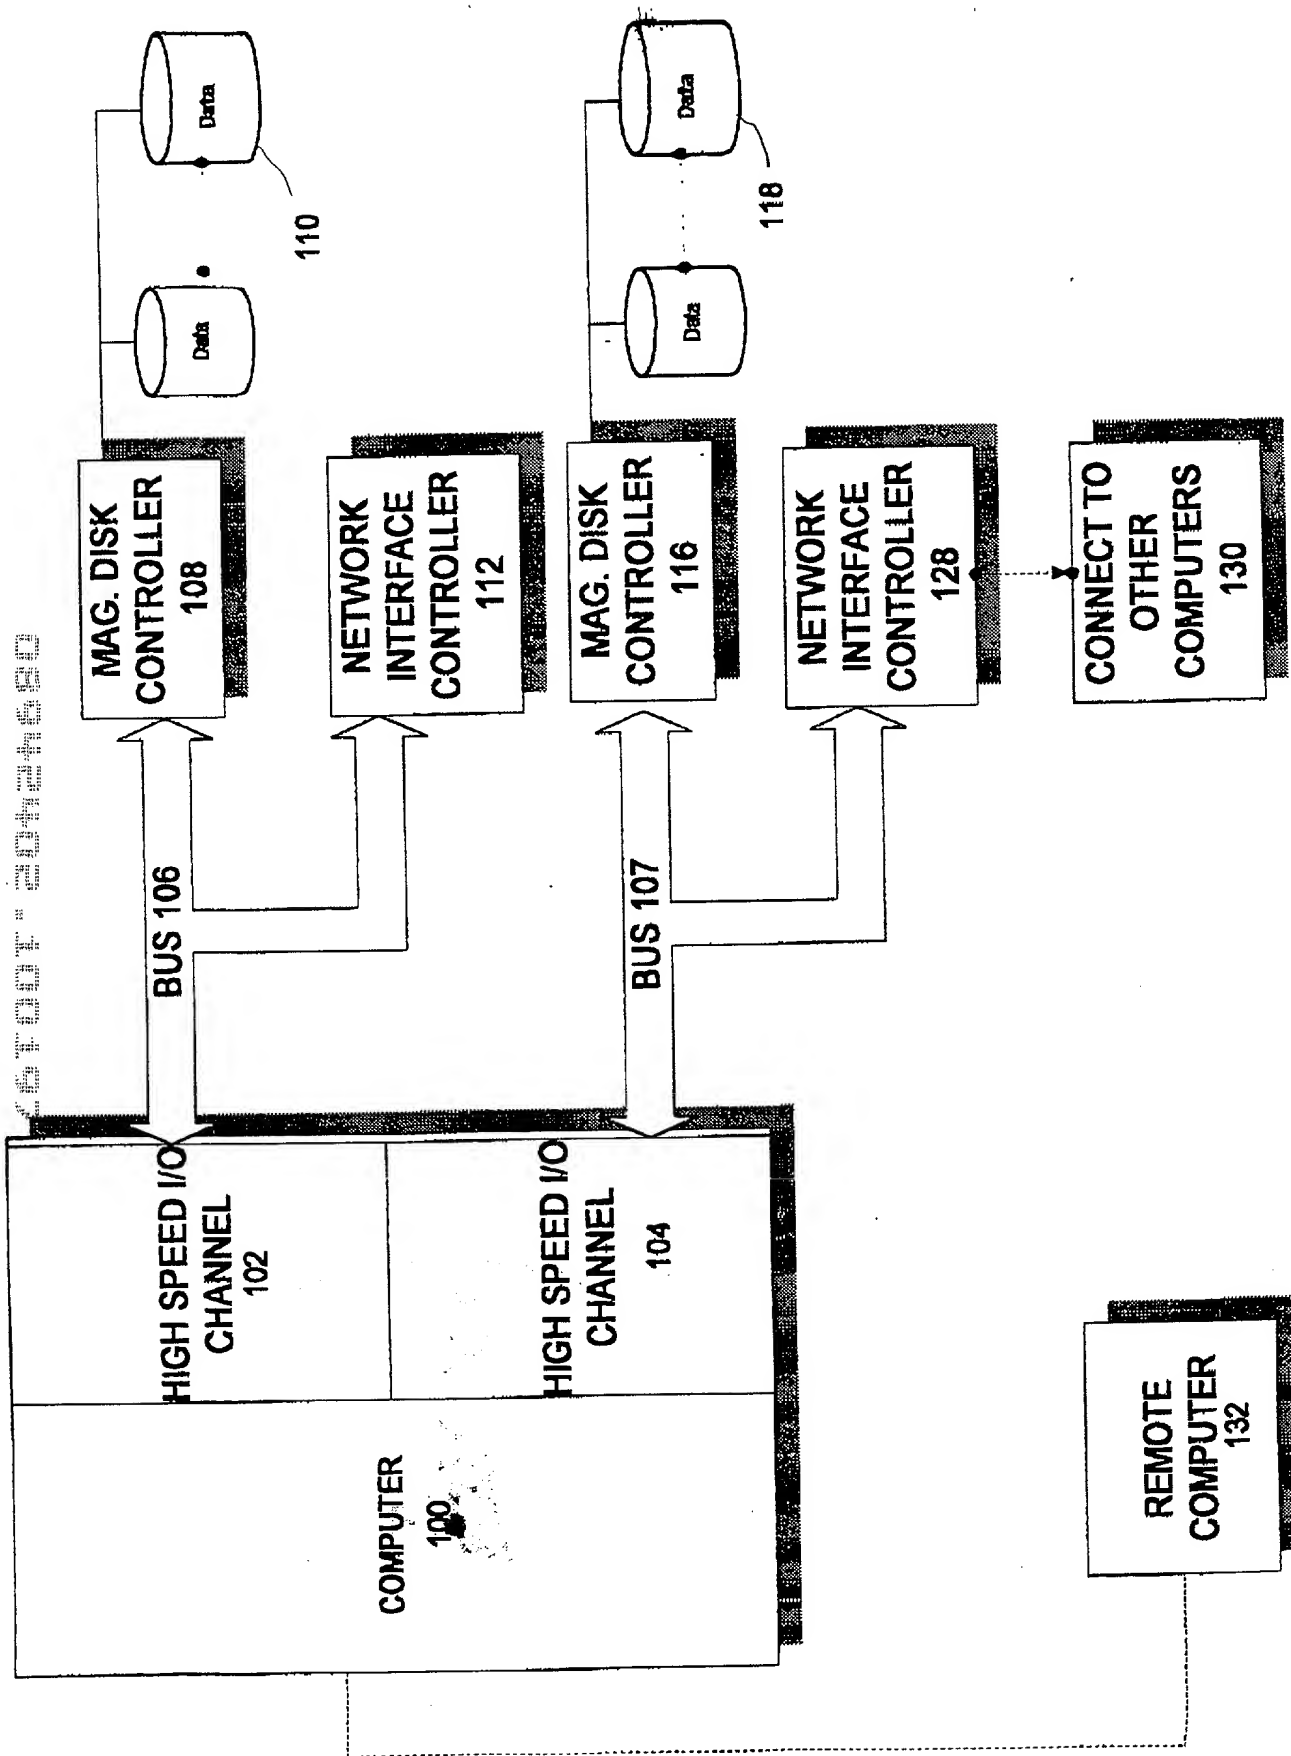 COMPUTER
100
HIGH SPEED I/O
CHANNEL
102
HIGH SPEED I/O
CHANNEL
104
BUS 106
BUS 107
MAG. DISK
CONTROLLER
108
NETWORK
INTERFACE
CONTROLLER
112
MAG. DISK
CONTROLLER
116
NETWORK
INTERFACE
CONTROLLER
128
CONNECT TO
OTHER
COMPUTERS
130
Data
Data
110
Data
Data
118
REMOTE
COMPUTER
132